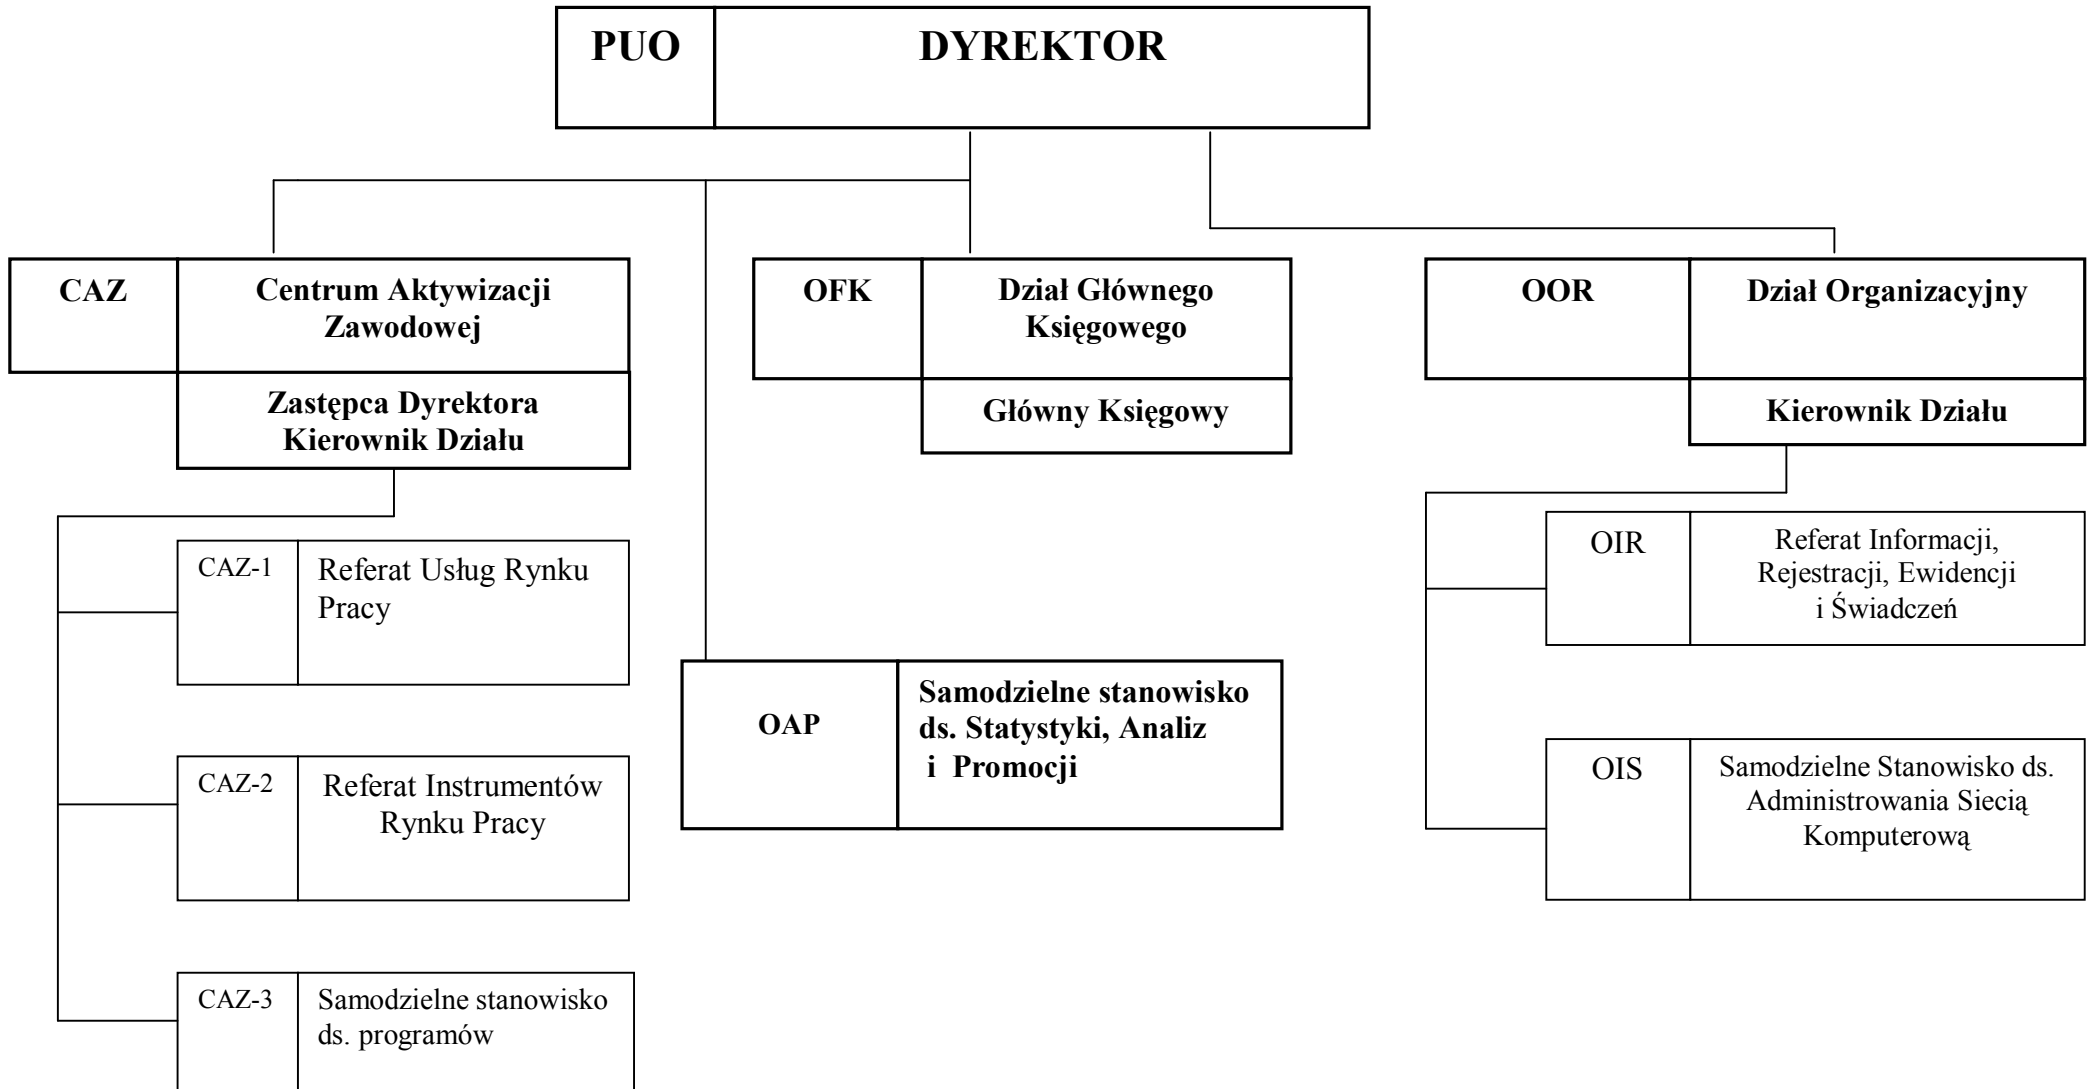 PUO
DYREKTOR
CAZ
Centrum Aktywizacji
Zawodowej
Zastępca Dyrektora
Kierownik Działu
CAZ-1
Referat Usług Rynku
Pracy
CAZ-2
Referat Instrumentów
Rynku Pracy
CAZ-3
Samodzielne stanowisko
ds. programów
OFK
Dział Głównego
Księgowego
Główny Księgowy
OAP
Samodzielne stanowisko
ds. Statystyki, Analiz
i Promocji
OOR
Dział Organizacyjny
Kierownik Działu
OIR
Referat Informacji,
Rejestracji, Ewidencji
i Świadczeń
OIS
Samodzielne Stanowisko ds.
Administrowania Siecią
Komputerową